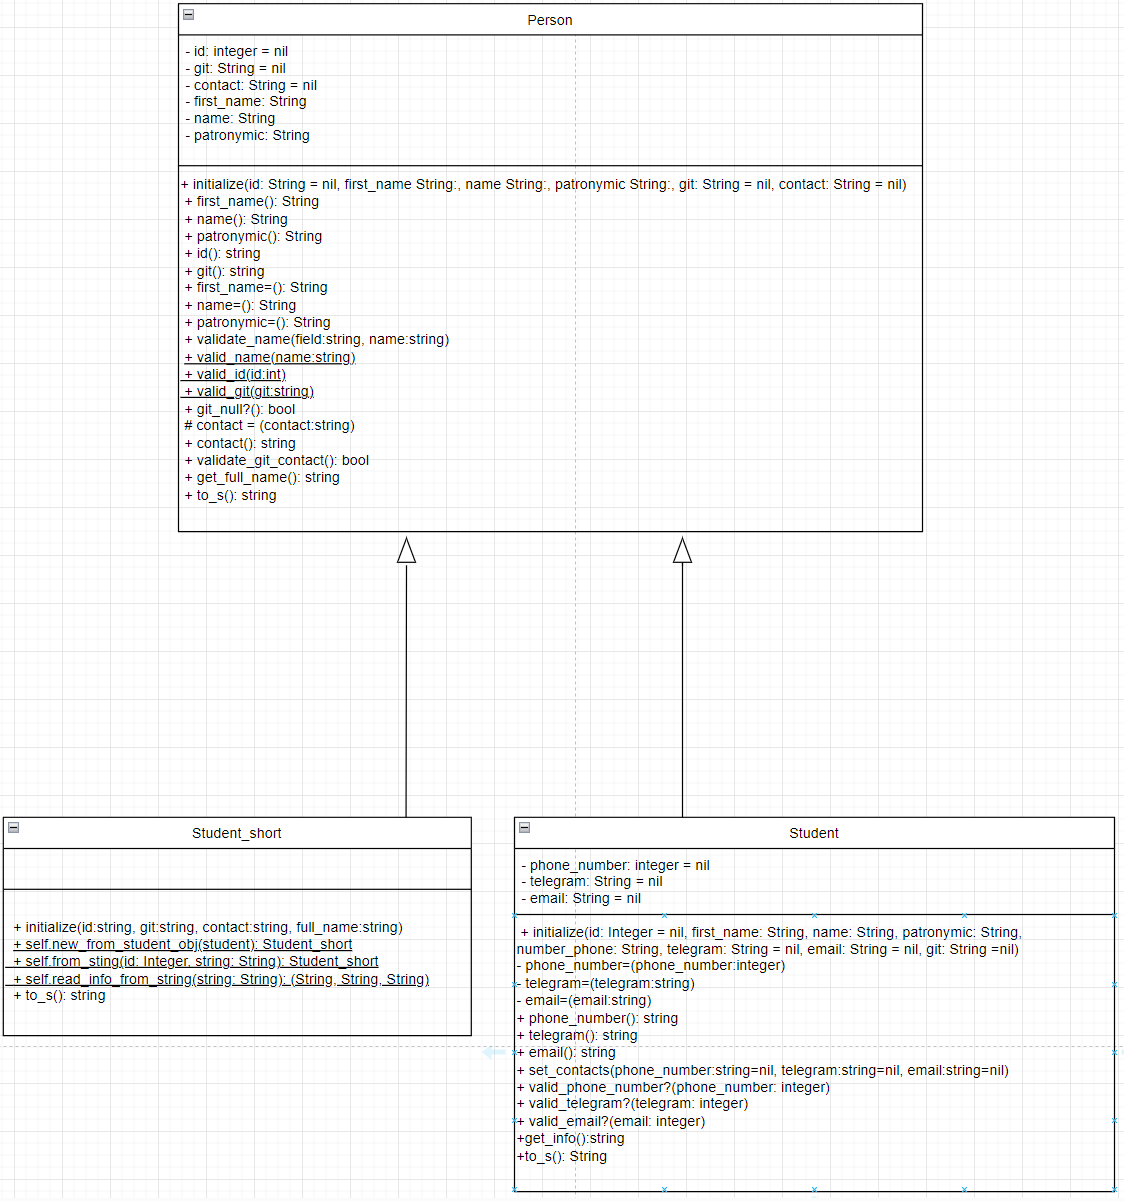 Person
- id: integer = nil
- git: String = nil
- contact: String = nil
- first_name: String
- name: String
- patronymic: String
+ initialize(id: String = nil, first_name String:, name String:, patronymic String:, git: String = nil, contact: String = nil)
+ first_name(): String
+ name(): String
+ patronymic(): String
+ id(): string
+ git(): string
+ first_name=(): String
+ name=(): String
+ patronymic=(): String
+ validate_name(field:string, name:string)
+ valid_name(name:string)
+ valid_id(id:int)
+ valid_git(git:string)
+ git_null?(): bool
# contact = (contact:string)
+ contact(): string
+ validate_git_contact(): bool
+ get_full_name(): string
+ to_s(): string
Student_short
+ initialize(id:string, git:string, contact:string, full_name:string)
+ self.new_from_student_obj(student): Student_short
+ self.from_sting(id: Integer, string: String): Student_short
+ self.read_info_from_string(string: String): (String, String, String)
+ to_s(): string
Student
- phone_number: integer = nil
- telegram: String = nil
- email: String = nil
+ initialize(id: Integer = nil, first_name: String, name: String, patronymic: String,
number_phone: String, telegram: String = nil, email: String = nil, git: String =nil)
- phone_number=(phone_number:integer)
- telegram=(telegram:string)
- email=(email:string)
+ phone_number(): string
+ telegram(): string
+ email(): string
+ set_contacts(phone_number:string=nil, telegram:string=nil, email:string=nil)
+ valid_phone_number?(phone_number: integer)
+ valid_telegram?(telegram: integer)
+ valid_email?(email: integer)
+get_info():string
+to_s(): String